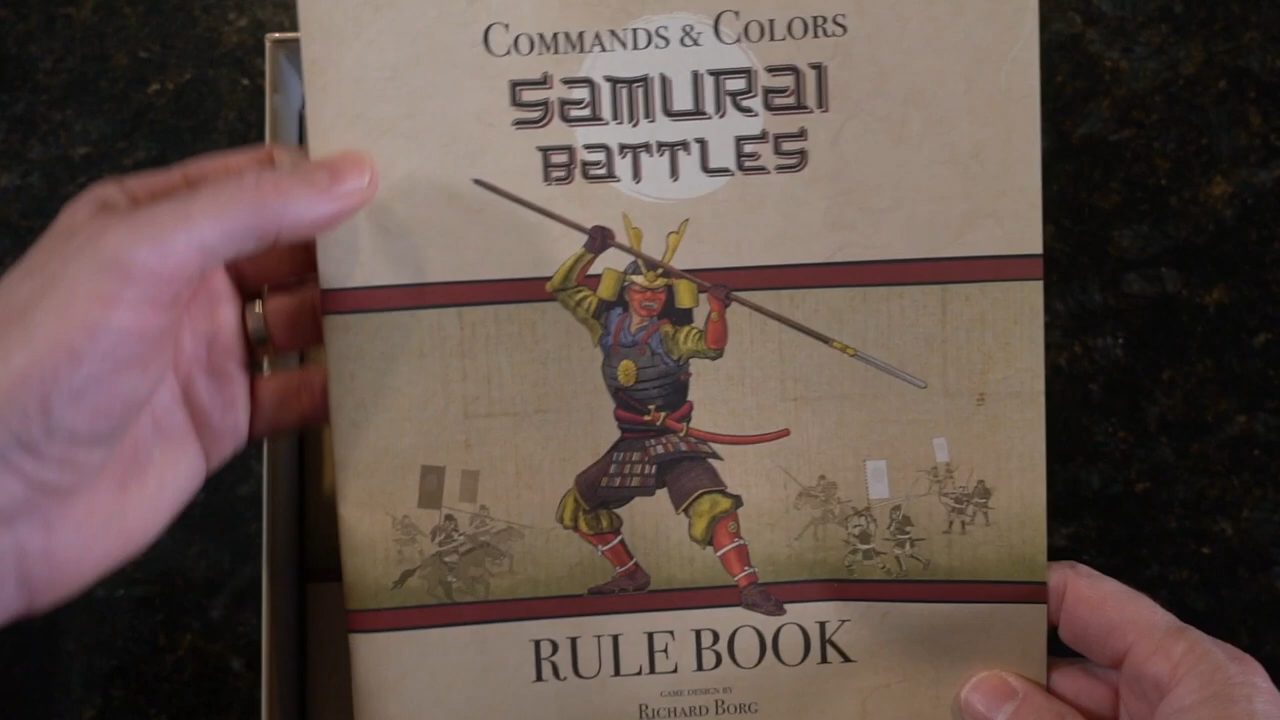 COMMANDS & COLORS
SAMURAI
BATTLES
RULE BOOK
GAME DESIGN BY
RICHARD BORG